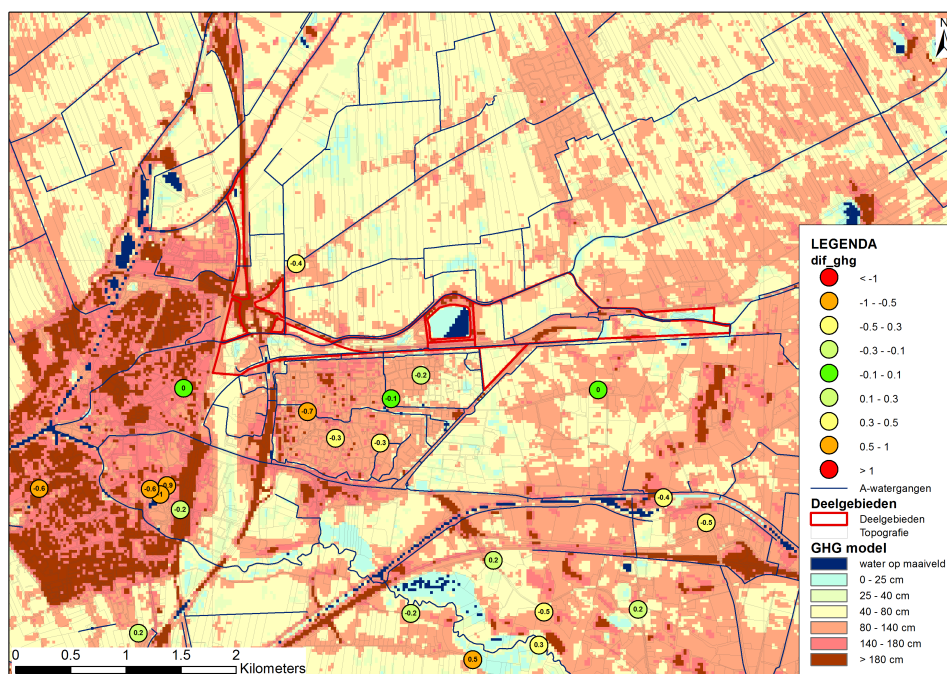 N
-0.4
-0.2
0
-0.1
0
-0.7
-0.3
-0.3
-0.6
-0.6
-0.9
-1
-0.2
-0.4
-0.5
0.2
-0.2
-0.5
0.2
0.2
0.3
0.5
0 0.5 1 1.5 2
Kilometers
LEGENDA
dif_ghg
< -1
-1 - -0.5
-0.5 - 0.3
-0.3 - -0.1
-0.1 - 0.1
0.1 - 0.3
0.3 - 0.5
0.5 - 1
> 1
A-watergangen
Deelgebieden
Deelgebieden
Topografie
GHG model
water op maaiveld
0 - 25 cm
25 - 40 cm
40 - 80 cm
80 - 140 cm
140 - 180 cm
> 180 cm